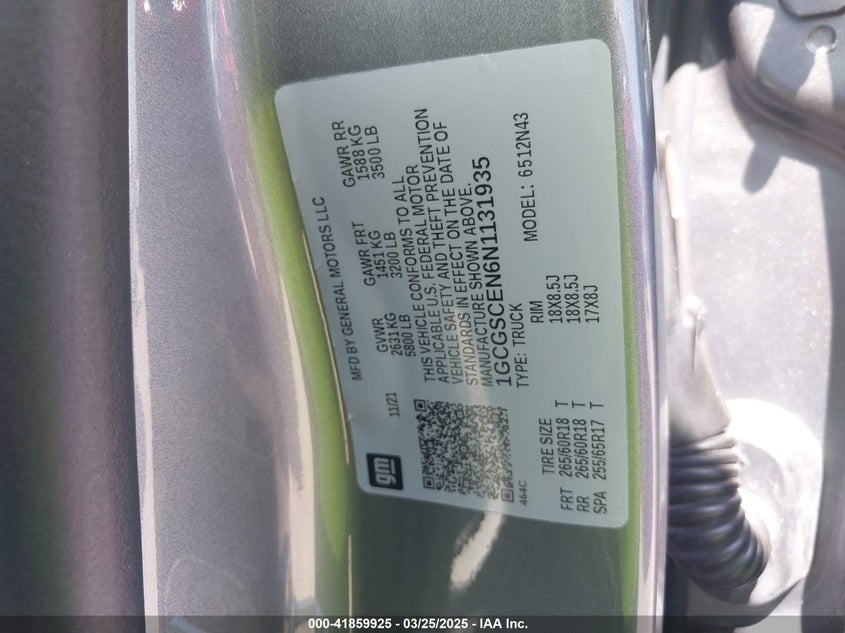 gm
11/21
MFD BY GENERAL MOTORS LLC
GVWR GAWR FRT GAWR RR
2631 KG 1451 KG 1588 KG
5800 LB 3200 LB 3500 LB
THIS VEHICLE CONFORMS TO ALL
APPLICABLE U.S. FEDERAL MOTOR
VEHICLE SAFETY AND THEFT PREVENTION
STANDARDS IN EFFECT ON THE DATE OF
MANUFACTURE SHOWN ABOVE.
1GCGSCEN6N1131935
TYPE: TRUCK MODEL: 6512N43
464C
TIRE SIZE RIM
FRT 265/60R18 T 18X8.5J
RR 265/60R18 T 18X8.5J
SPA 255/65R17 T 17X8J
000-41859925 - 03/25/2025 - IAA Inc.